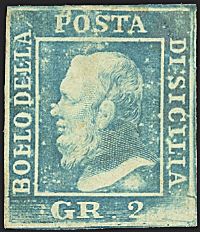 BOLLO DELLA
POSTA
DI SICILIA
GR. 2